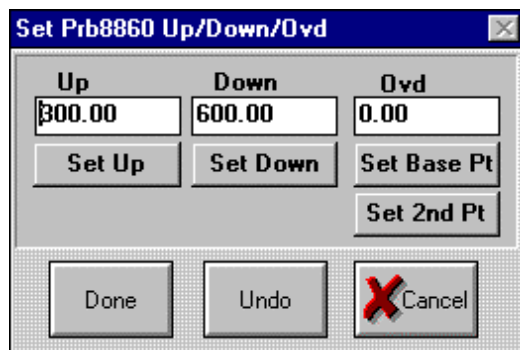 Set Prb8860 Up/Down/Ovd
Up Down Ovd
300.00 600.00 0.00
Set Up Set Down Set Base Pt
Set 2nd Pt
Done Undo Cancel